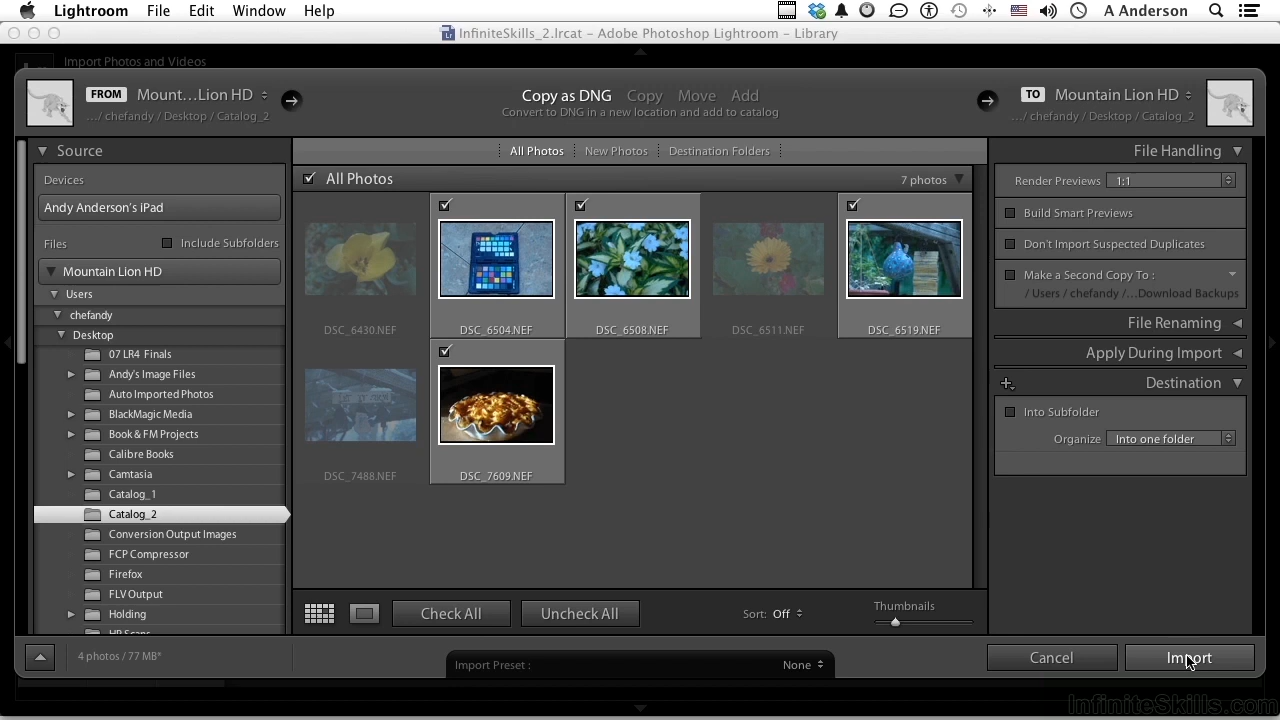 Lightroom File Edit Window Help A Anderson
InfiniteSkills_2.lrcat – Adobe Photoshop Lightroom – Library
Import Photos and Videos
FROM Mount…Lion HD
…/ chefandy / Desktop / Catalog_2
Copy as DNG Copy Move Add
Convert to DNG in a new location and add to catalog
TO Mountain Lion HD
…/ chefandy / Desktop / Catalog_2
Source
Devices
Andy Anderson's iPad
Files Include Subfolders
Mountain Lion HD
Users
chefandy
Desktop
07 LR4 Finals
Andy's Image Files
Auto Imported Photos
BlackMagic Media
Book & FM Projects
Calibre Books
Camtasia
Catalog_1
Catalog_2
Conversion Output Images
FCP Compressor
Firefox
FLV Output
Holding
HP Scans
All Photos New Photos Destination Folders
All Photos 7 photos
DSC_6430.NEF DSC_6504.NEF DSC_6508.NEF DSC_6511.NEF DSC_6519.NEF
DSC_7488.NEF DSC_7609.NEF
Check All Uncheck All Sort: Off Thumbnails
File Handling
Render Previews 1:1
Build Smart Previews
Don't Import Suspected Duplicates
Make a Second Copy To :
/ Users / chefandy /…Download Backups
File Renaming
Apply During Import
Destination
Into Subfolder
Organize Into one folder
4 photos / 77 MB*
Import Preset : None
Cancel Import
InfiniteSkills.com